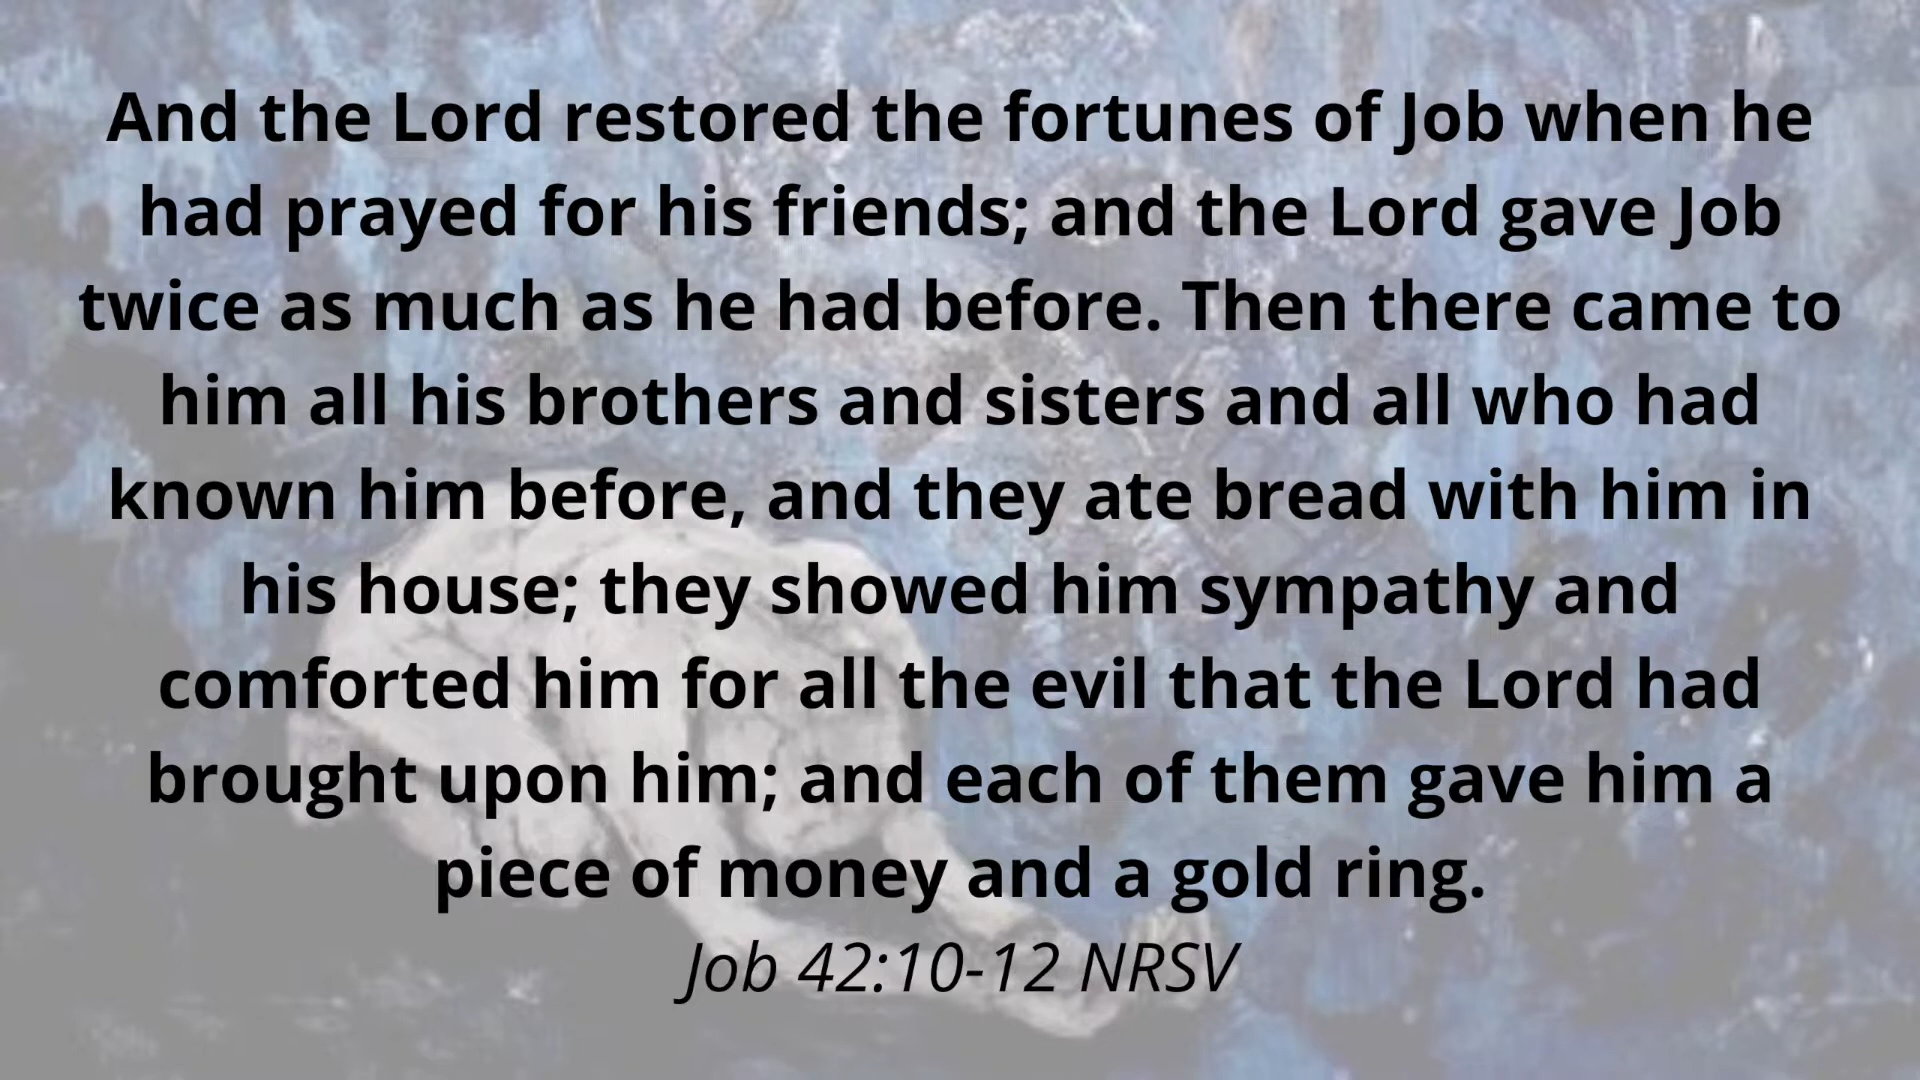 And the Lord restored the fortunes of Job when he
had prayed for his friends; and the Lord gave Job
twice as much as he had before. Then there came to
him all his brothers and sisters and all who had
known him before, and they ate bread with him in
his house; they showed him sympathy and
comforted him for all the evil that the Lord had
brought upon him; and each of them gave him a
piece of money and a gold ring.
Job 42:10-12 NRSV